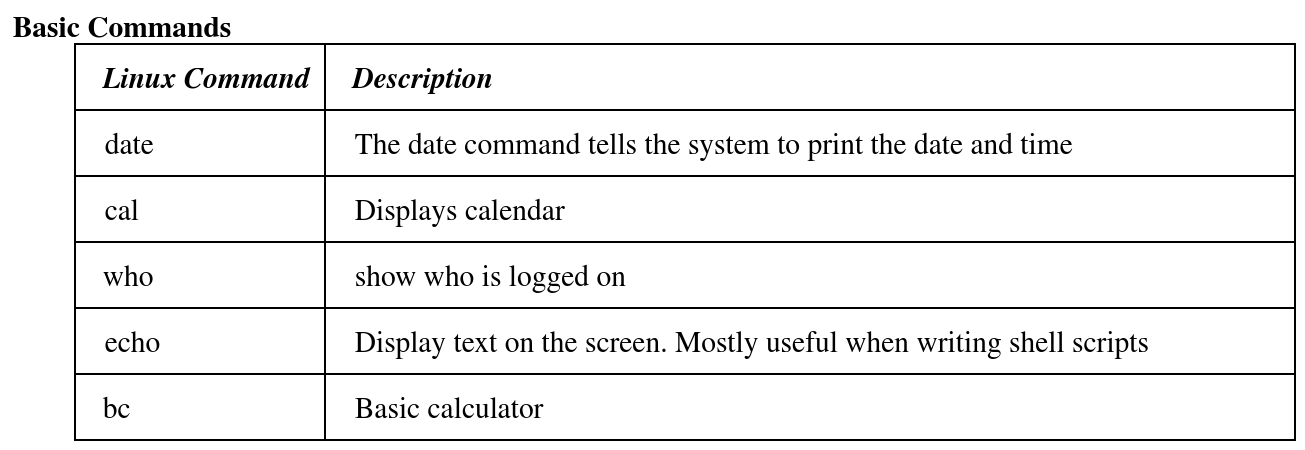 Basic Commands
Linux Command Description
date The date command tells the system to print the date and time
cal Displays calendar
who show who is logged on
echo Display text on the screen. Mostly useful when writing shell scripts
bc Basic calculator